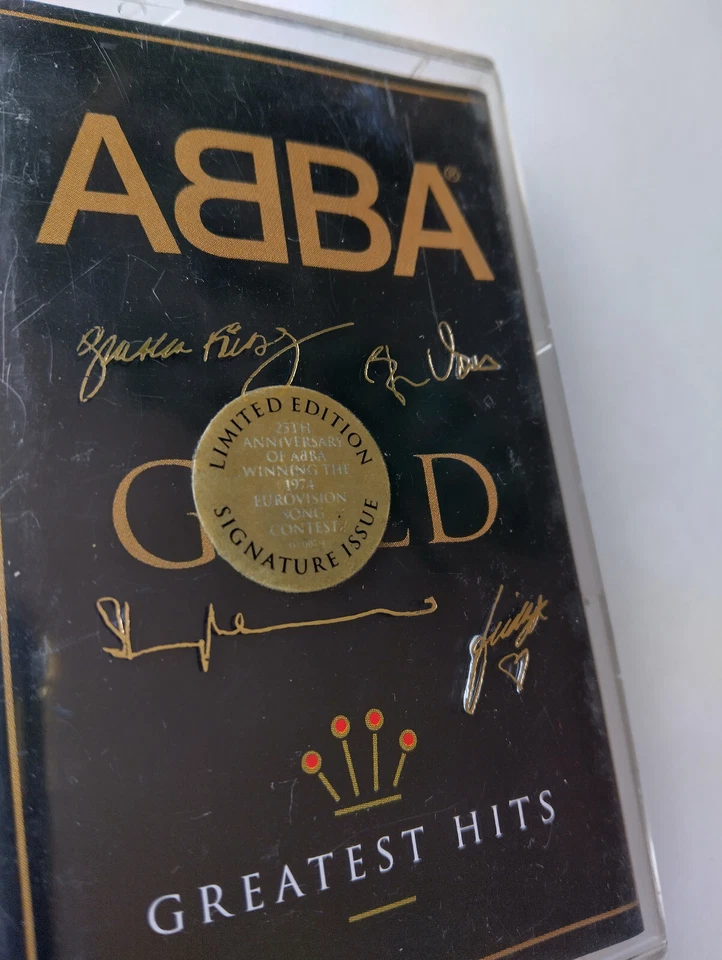 ABBA®
LIMITED EDITION
25TH
ANNIVERSARY
OF ABBA
WINNING THE
1974
EUROVISION
SONG
CONTEST
SIGNATURE ISSUE
G LD
GREATEST HITS